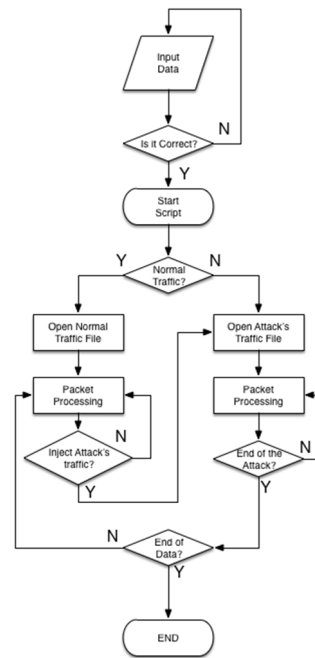 Input
Data
Is it Correct?
N
Y
Start
Script
Y
Normal
Traffic?
N
Open Normal
Traffic File
Open Attack's
Traffic File
Packet
Processing
Packet
Processing
N
Inject Attack's
traffic?
Y
End of the
Attack?
N
Y
N
End of
Data?
Y
END